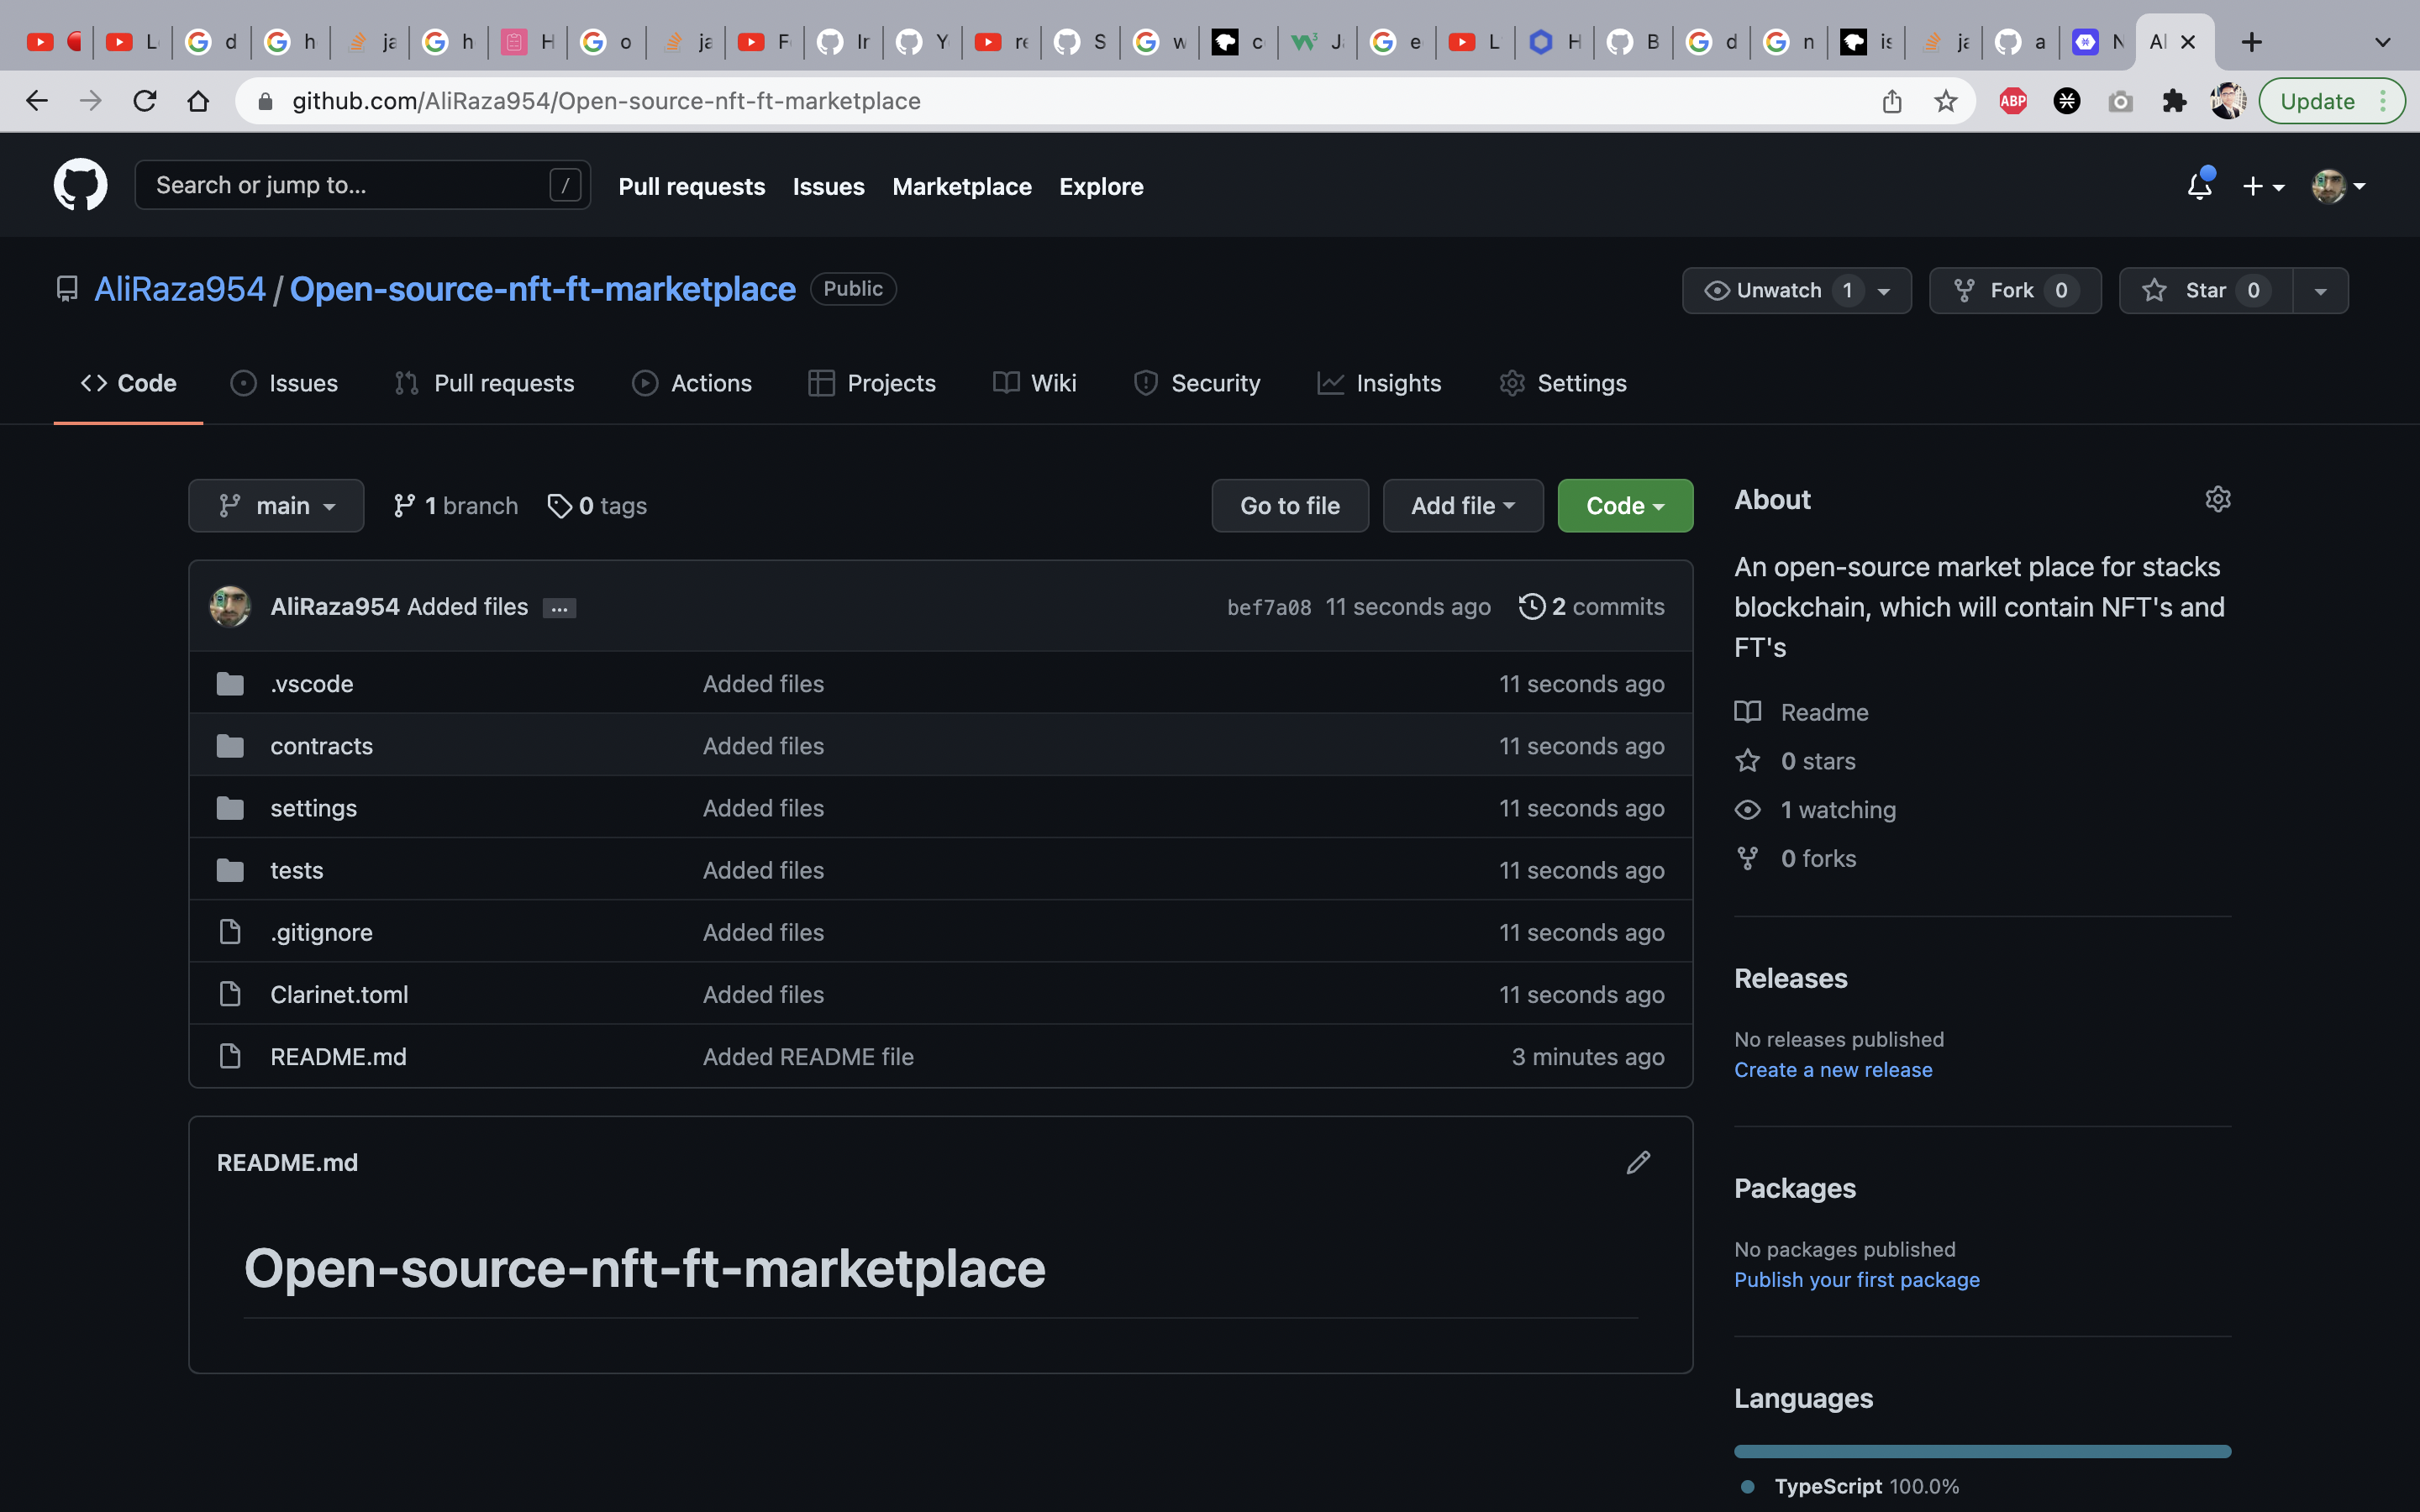 L
d
h
ja
h
H
o
ja
F
Ir
Y
re
S
w
c
J
e
L
H
B
d
n
is
ja
a
N
Al
github.com/AliRaza954/Open-source-nft-ft-marketplace
ABP
Update
Search or jump to...
/
Pull requests
Issues
Marketplace
Explore
AliRaza954 / Open-source-nft-ft-marketplace Public
Unwatch 1
Fork 0
Star 0
Code
Issues
Pull requests
Actions
Projects
Wiki
Security
Insights
Settings
main
1 branch
0 tags
Go to file
Add file
Code
AliRaza954 Added files ...
bef7a08 11 seconds ago
2 commits
.vscode Added files 11 seconds ago
contracts Added files 11 seconds ago
settings Added files 11 seconds ago
tests Added files 11 seconds ago
.gitignore Added files 11 seconds ago
Clarinet.toml Added files 11 seconds ago
README.md Added README file 3 minutes ago
README.md
Open-source-nft-ft-marketplace
About
An open-source market place for stacks
blockchain, which will contain NFT's and
FT's
Readme
0 stars
1 watching
0 forks
Releases
No releases published
Create a new release
Packages
No packages published
Publish your first package
Languages
TypeScript 100.0%